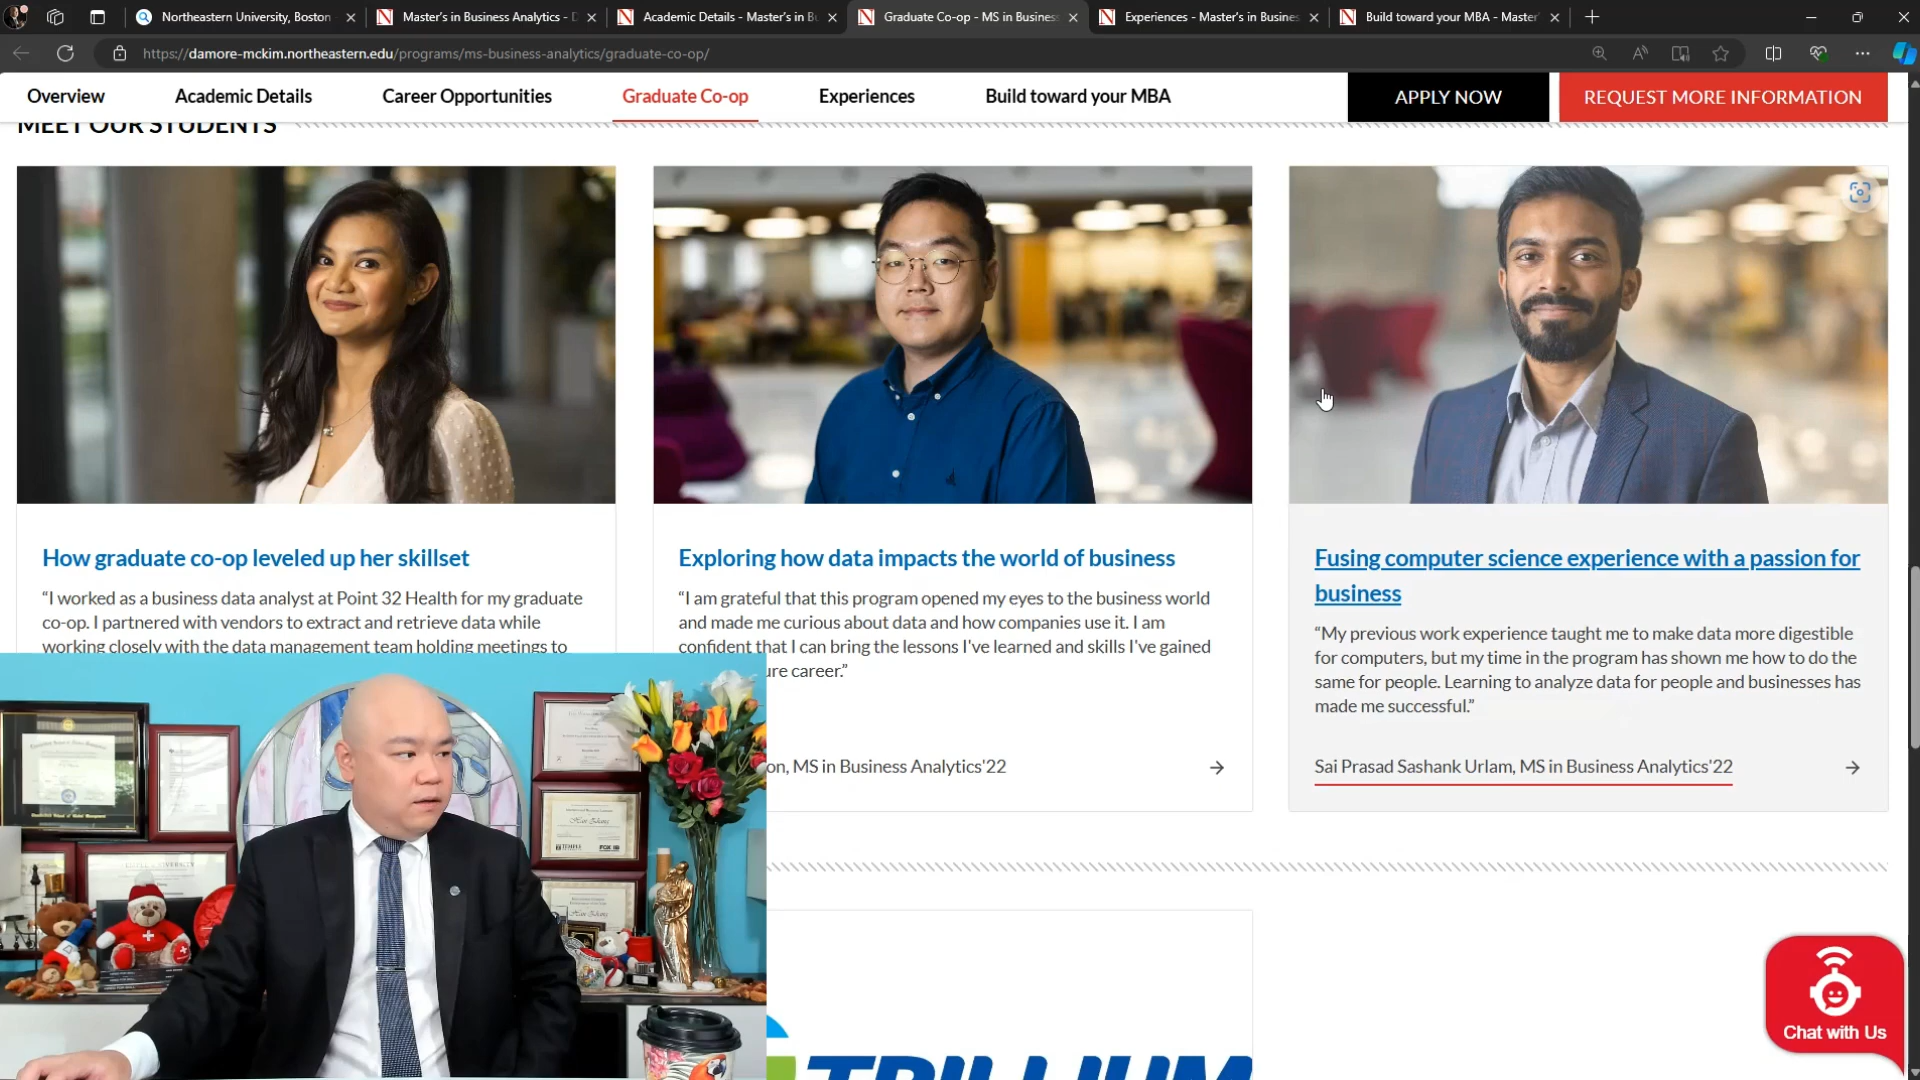 Northeastern University, Boston
Master's in Business Analytics - D
Academic Details - Master's in Bu
Graduate Co-op - MS in Business
Experiences - Master's in Busines
Build toward your MBA - Master'
https://damore-mckim.northeastern.edu/programs/ms-business-analytics/graduate-co-op/
Overview
Academic Details
Career Opportunities
Graduate Co-op
Experiences
Build toward your MBA
APPLY NOW
REQUEST MORE INFORMATION
MEET OUR STUDENTS
How graduate co-op leveled up her skillset
“I worked as a business data analyst at Point 32 Health for my graduate
co-op. I partnered with vendors to extract and retrieve data while
working closely with the data management team holding meetings to
Exploring how data impacts the world of business
“I am grateful that this program opened my eyes to the business world
and made me curious about data and how companies use it. I am
confident that I can bring the lessons I've learned and skills I've gained
ure career.”
on, MS in Business Analytics'22
Fusing computer science experience with a passion for
business
“My previous work experience taught me to make data more digestible
for computers, but my time in the program has shown me how to do the
same for people. Learning to analyze data for people and businesses has
made me successful.”
Sai Prasad Sashank Urlam, MS in Business Analytics'22
TRILLIUM
Chat with Us